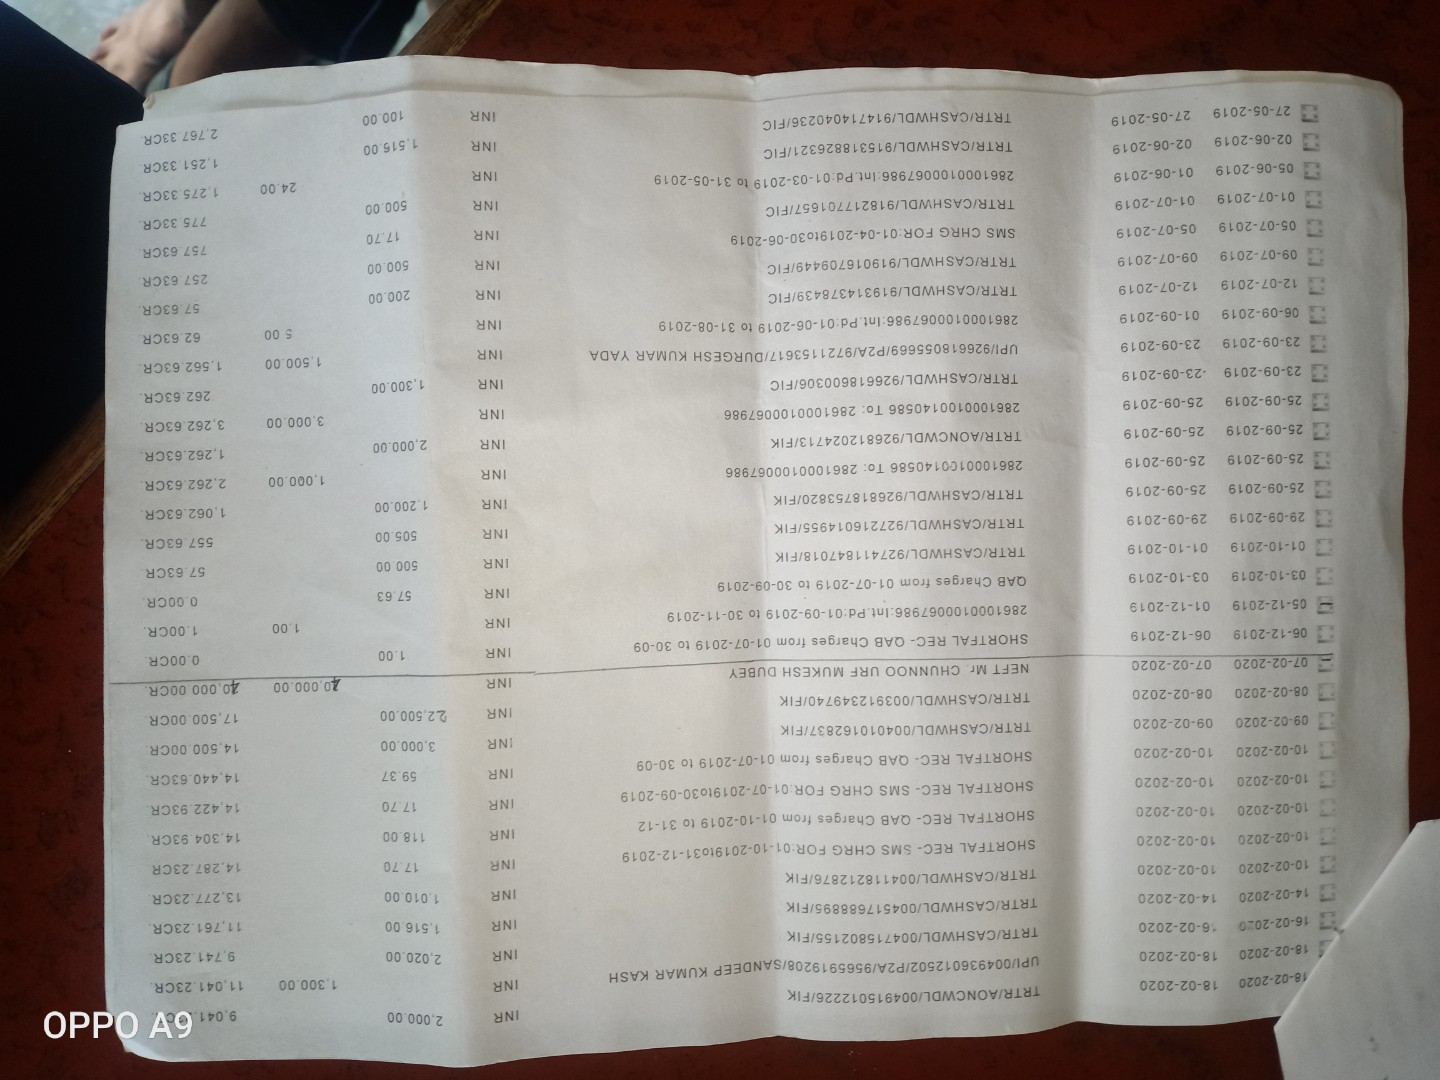 27-05-2019 27-05-2019 TRTR/CASHWDL/914714040236/FIC INR 100.00 2,767.33CR.
02-06-2019 02-06-2019 TRTR/CASHWDL/915318826321/FIC INR 1,516.00 1,251.33CR.
05-06-2019 01-06-2019 2861000100067986:Int.Pd:01-03-2019 to 31-05-2019 INR 24.00 1,275.33CR.
01-07-2019 01-07-2019 TRTR/CASHWDL/918217701657/FIC INR 500.00 775.33CR.
05-07-2019 05-07-2019 SMS CHRG FOR:01-04-2019to30-06-2019 INR 17.70 757.63CR.
09-07-2019 09-07-2019 TRTR/CASHWDL/919016709449/FIC INR 500.00 257.63CR.
12-07-2019 12-07-2019 TRTR/CASHWDL/919314378439/FIC INR 200.00 57.63CR.
06-09-2019 01-09-2019 2861000100067986:Int.Pd:01-06-2019 to 31-08-2019 INR 5.00 62.63CR.
23-09-2019 23-09-2019 UPI/926618055669/P2A/9721153617/DURGESH KUMAR YADA INR 1,500.00 1,562.63CR.
23-09-2019 23-09-2019 TRTR/CASHWDL/926618600306/FIC INR 1,300.00 262.63CR.
25-09-2019 25-09-2019 2861000100140586 To: 28610001000067986 INR 3,000.00 3,262.63CR.
25-09-2019 25-09-2019 TRTR/AONCWDL/926812024713/FIK INR 2,000.00 1,262.63CR.
25-09-2019 25-09-2019 28610001400100586 To: 28610001000067986 INR 1,000.00 2,262.63CR.
25-09-2019 25-09-2019 TRTR/CASHWDL/926818753820/FIK INR 1,200.00 1,062.63CR.
29-09-2019 29-09-2019 TRTR/CASHWDL/927216014955/FIK INR 505.00 557.63CR.
01-10-2019 01-10-2019 TRTR/CASHWDL/927411847018/FIK INR 500.00 57.63CR.
03-10-2019 03-10-2019 QAB Charges from 01-07-2019 to 30-09-2019 INR 57.63 0.00CR.
05-12-2019 01-12-2019 28610001000067986:Int.Pd:01-09-2019 to 30-11-2019 INR 1.00 1.00CR.
06-12-2019 06-12-2019 SHORTFAL REC- QAB Charges from 01-07-2019 to 30-09 INR 1.00 0.00CR.
07-02-2020 07-02-2020 NEFT Mr. CHUNNOO URF MUKESH DUBEY INR
08-02-2020 08-02-2020 TRTR/CASHWDL/003912349740/FIK INR 17,500.00CR.
09-02-2020 09-02-2020 TRTR/CASHWDL/004010162837/FIK INR 3,000.00 14,500.00CR.
10-02-2020 10-02-2020 SHORTFAL REC- QAB Charges from 01-07-2019 to 30-09 INR 59.37 14,440.63CR.
10-02-2020 10-02-2020 SHORTFAL REC- SMS CHRG FOR:01-07-2019to30-09-2019 INR 17.70 14,422.93CR.
10-02-2020 10-02-2020 SHORTFAL REC- QAB Charges from 01-10-2019 to 31-12 INR 118.00 14,304.93CR.
10-02-2020 10-02-2020 SHORTFAL REC- SMS CHRG FOR:01-10-2019to31-12-2019 INR 17.70 14,287.23CR.
10-02-2020 10-02-2020 TRTR/CASHWDL/004118212876/FIK INR 1,010.00 13,277.23CR.
14-02-2020 14-02-2020 TRTR/CASHWDL/004517688895/FIK INR 1,516.00 11,761.23CR.
16-02-2020 16-02-2020 TRTR/CASHWDL/004715802155/FIK INR 2,020.00 9,741.23CR.
18-02-2020 18-02-2020 UPI/004936012502/P2A/9565919208/SANDEEP KUMAR KASH INR 1,300.00 11,041.23CR.
18-02-2020 18-02-2020 TRTR/AONCWDL/004915012226/FIK INR 2,000.00
OPPO A9